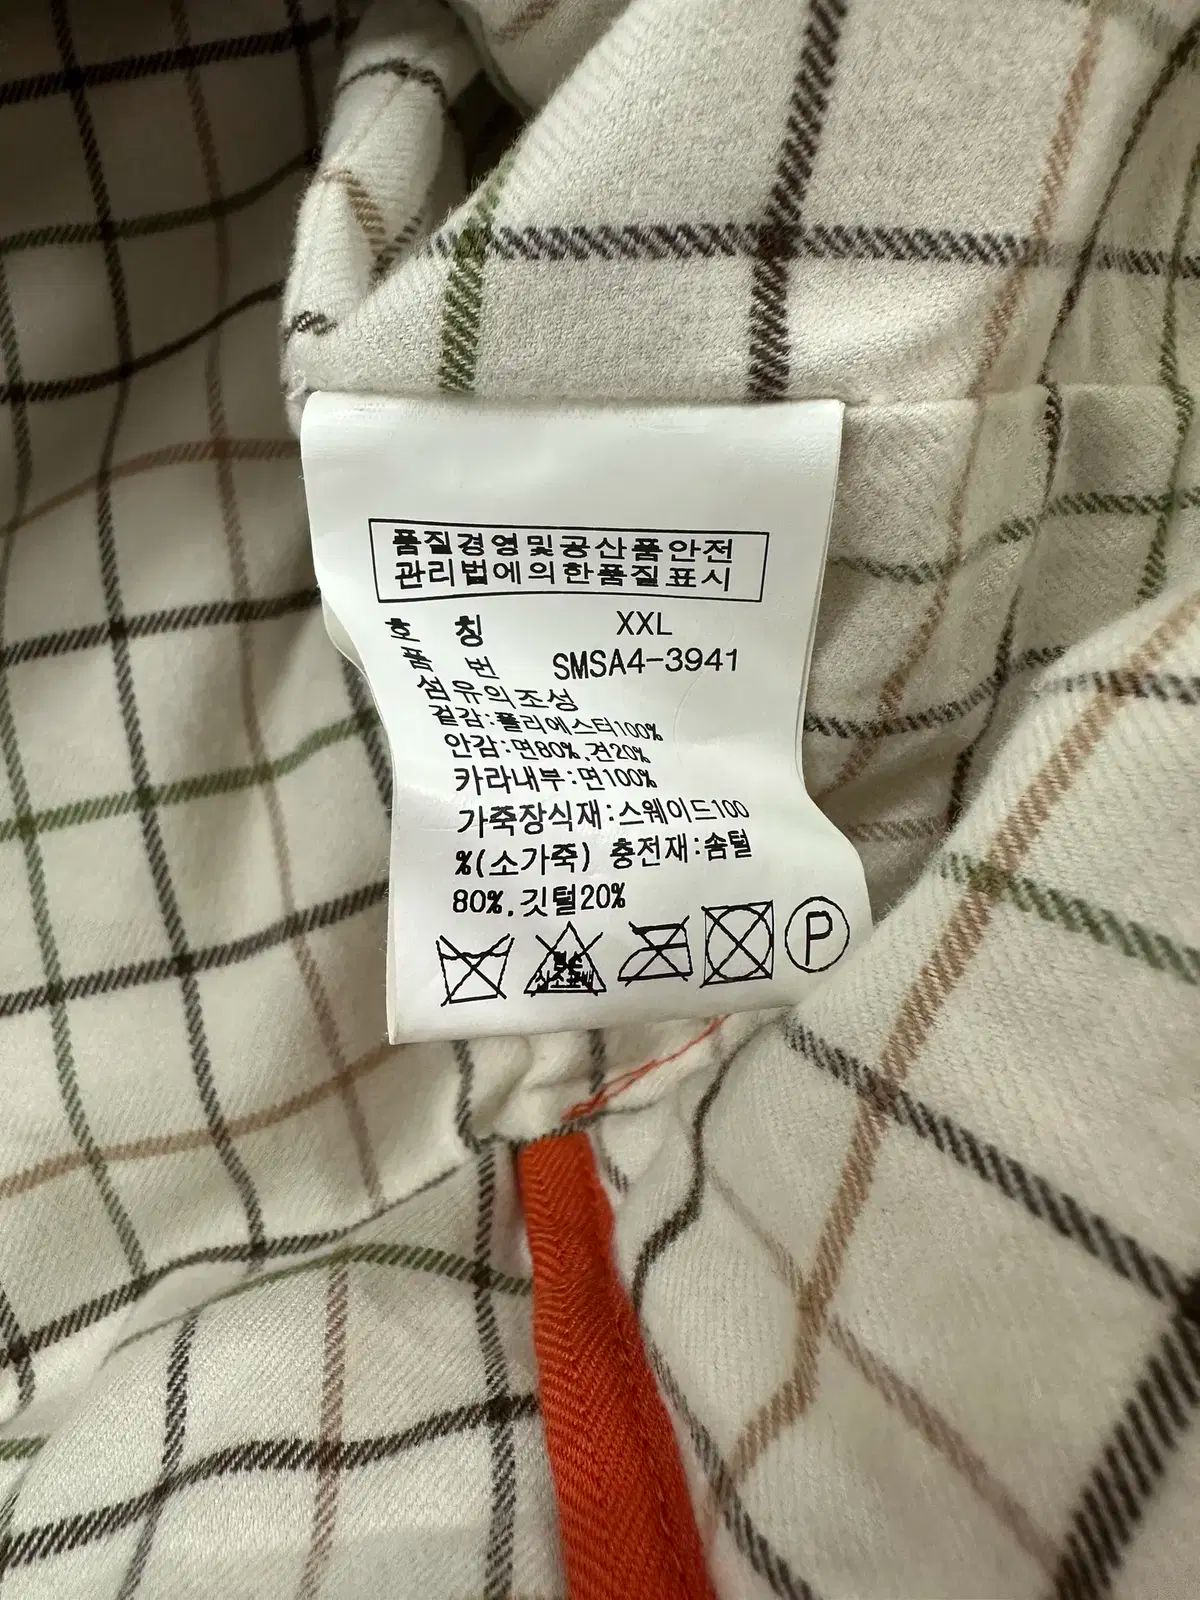 품질경영및공산품안전
관리법에의한품질표시
호 칭 XXL
품 번 SMSA4-3941
섬유의조성
겉감:폴리에스터100%
안감:면80%,견20%
카라내부:면100%
가죽장식재:스웨이드100
%(소가죽) 충전재:솜털
80%,깃털20%
P